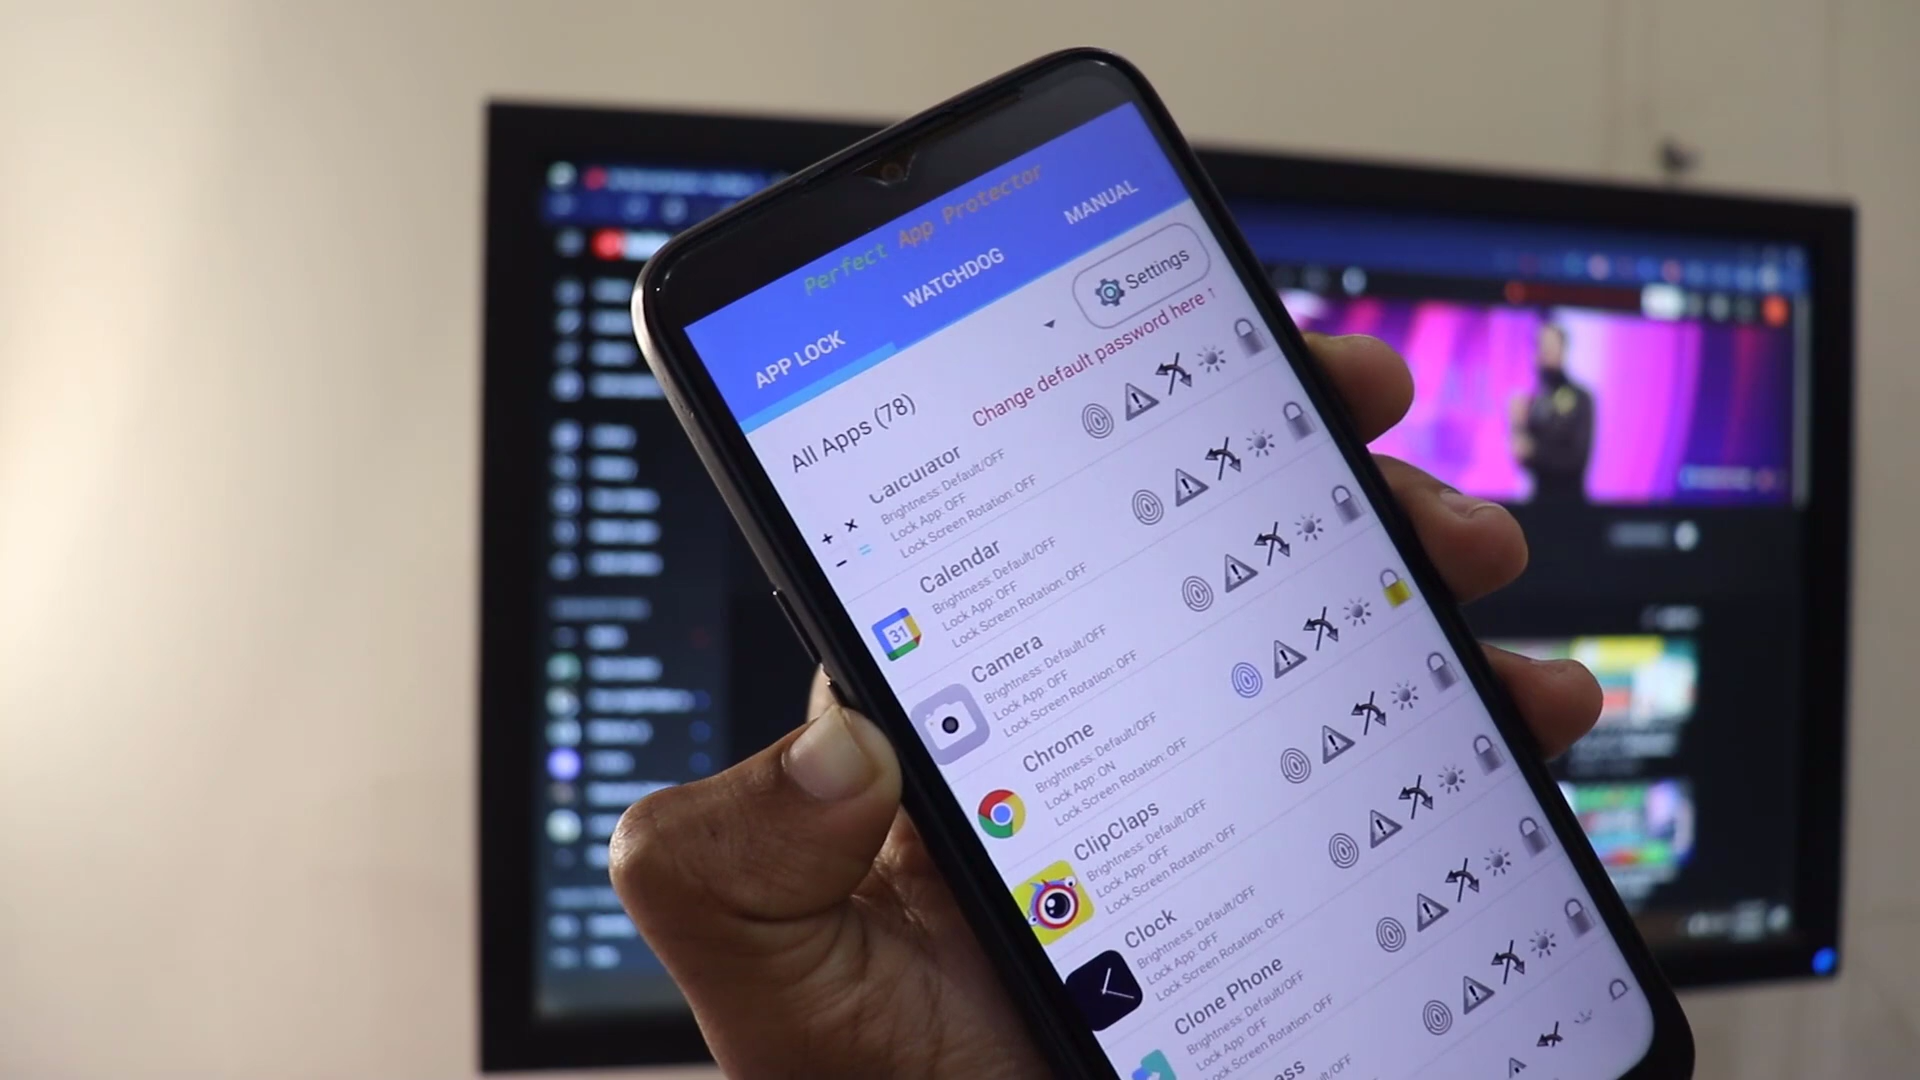 Perfect App Protector
APP LOCK WATCHDOG MANUAL
Settings
All Apps (78)
Change default password here ↑
Calculator
Brightness: Default/OFF
Lock App: OFF
Lock Screen Rotation: OFF
Calendar
Brightness: Default/OFF
Lock App: OFF
Lock Screen Rotation: OFF
31
Camera
Brightness: Default/OFF
Lock App: OFF
Lock Screen Rotation: OFF
Chrome
Brightness: Default/OFF
Lock App: ON
Lock Screen Rotation: OFF
ClipClaps
Brightness: Default/OFF
Lock App: OFF
Lock Screen Rotation: OFF
Clock
Brightness: Default/OFF
Lock App: OFF
Lock Screen Rotation: OFF
Clone Phone
Brightness: Default/OFF
Lock App: OFF
Lock Screen Rotation: OFF